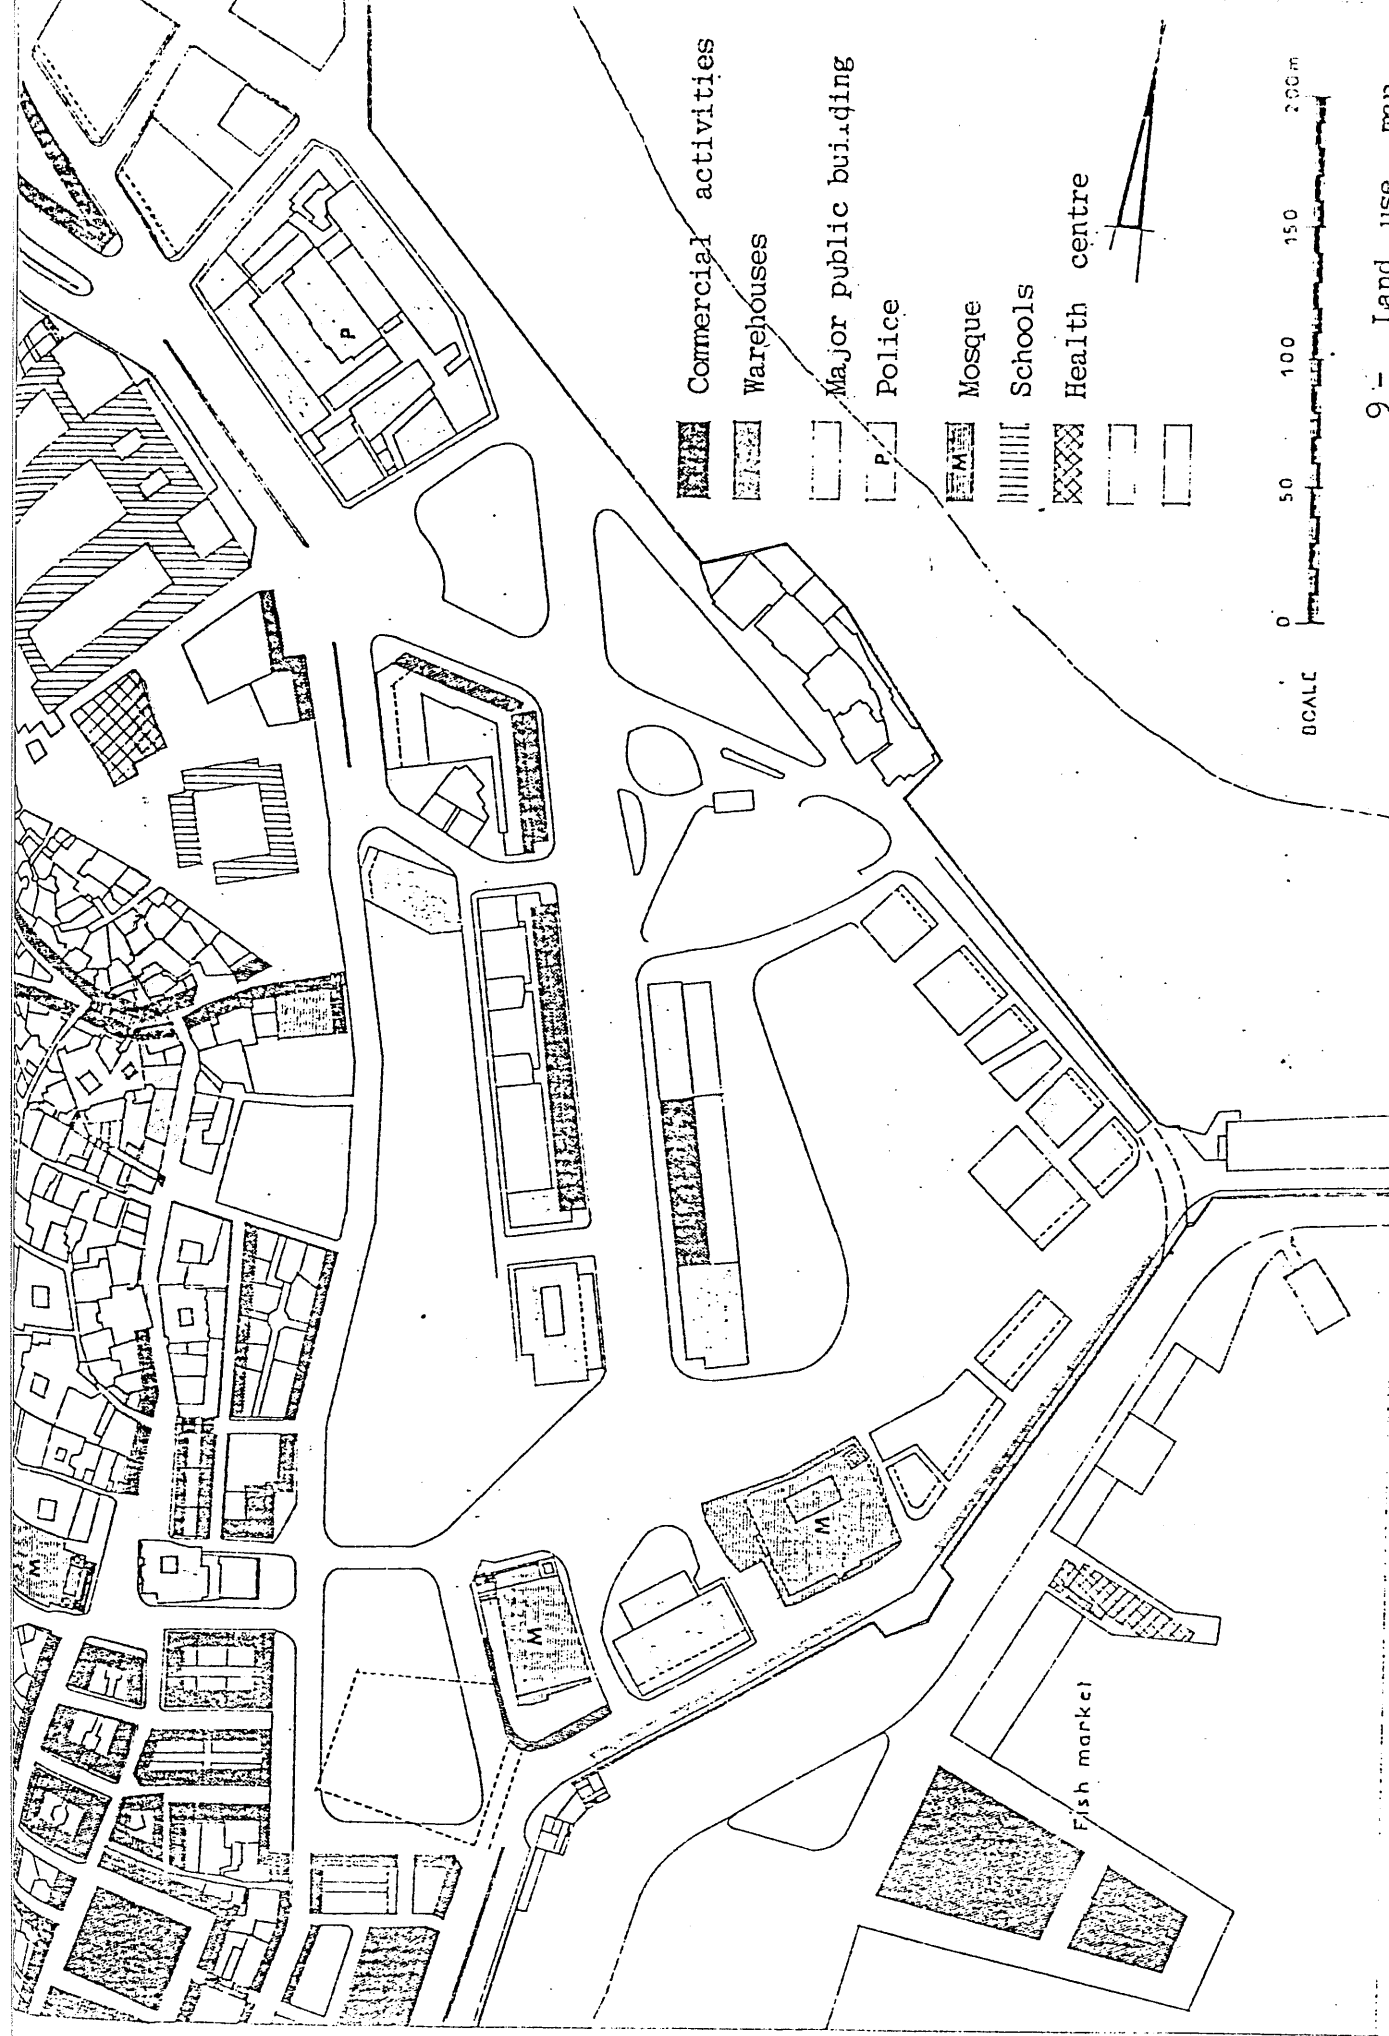 Commercial activities
Warehouses
Major public building
P Police
M Mosque
Schools
Health centre
SCALE 0 50 100 150 200m
9- Land use map
P
M
M
M
Fish market